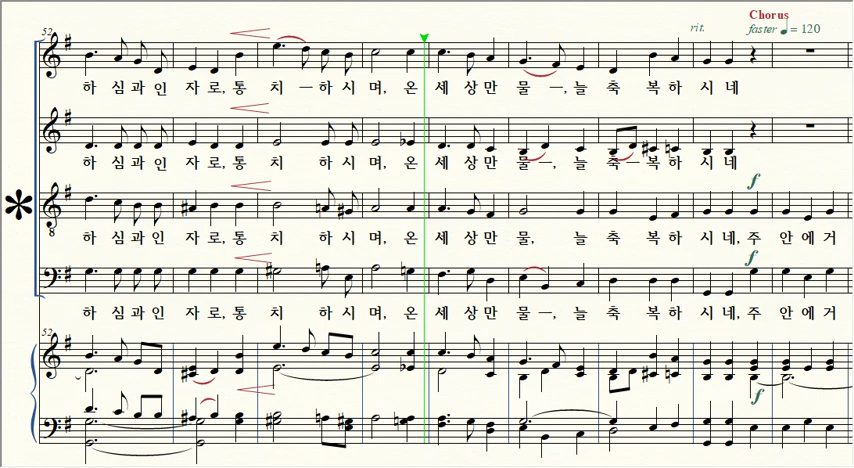 Chorus
rit. faster ♩ = 120
52
하 심 과 인 자 로, 통 치 ― 하 시 며, 온 세 상 만 물 ―, 늘 축 복 하 시 네
하 심 과 인 자 로, 통 치 하 시 며, 온 세 상 만 물 ―, 늘 축 ― 복 하 시 네
f
8
하 심 과 인 자 로, 통 치 하 시 며, 온 세 상 만 물, 늘 축 복 하 시 네, 주 안 에 거
f
하 심 과 인 자 로, 통 치 하 시 며, 온 세 상 만 물 ―, 늘 축 복 하 시 네, 주 안 에 거
52
f